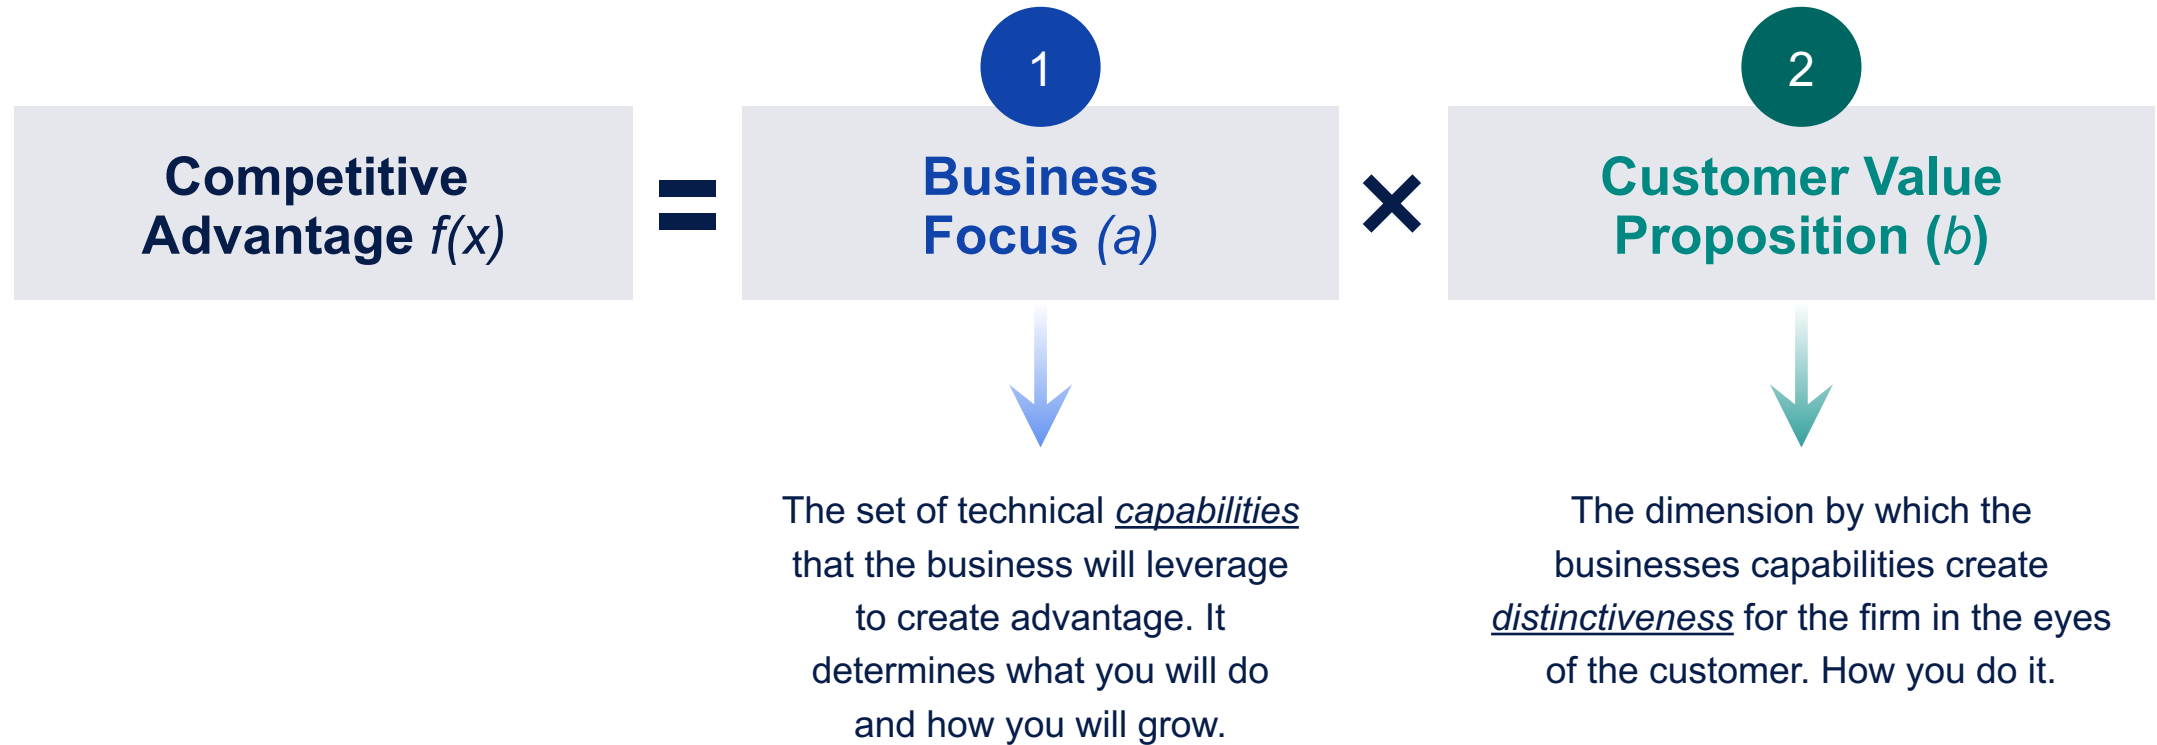 1
2
Competitive
Advantage f(x)
=
Business
Focus (a)
×
Customer Value
Proposition (b)
The set of technical capabilities
that the business will leverage
to create advantage. It
determines what you will do
and how you will grow.
The dimension by which the
businesses capabilities create
distinctiveness for the firm in the eyes
of the customer. How you do it.